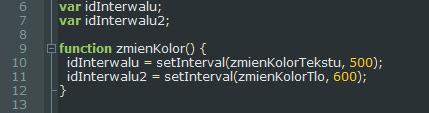 6 var idInterwalu;
7 var idInterwalu2;
8
9 function zmienKolor() {
10 idInterwalu = setInterval(zmienKolorTekstu, 500);
11 idInterwalu2 = setInterval(zmienKolorTlo, 600);
12 }
13